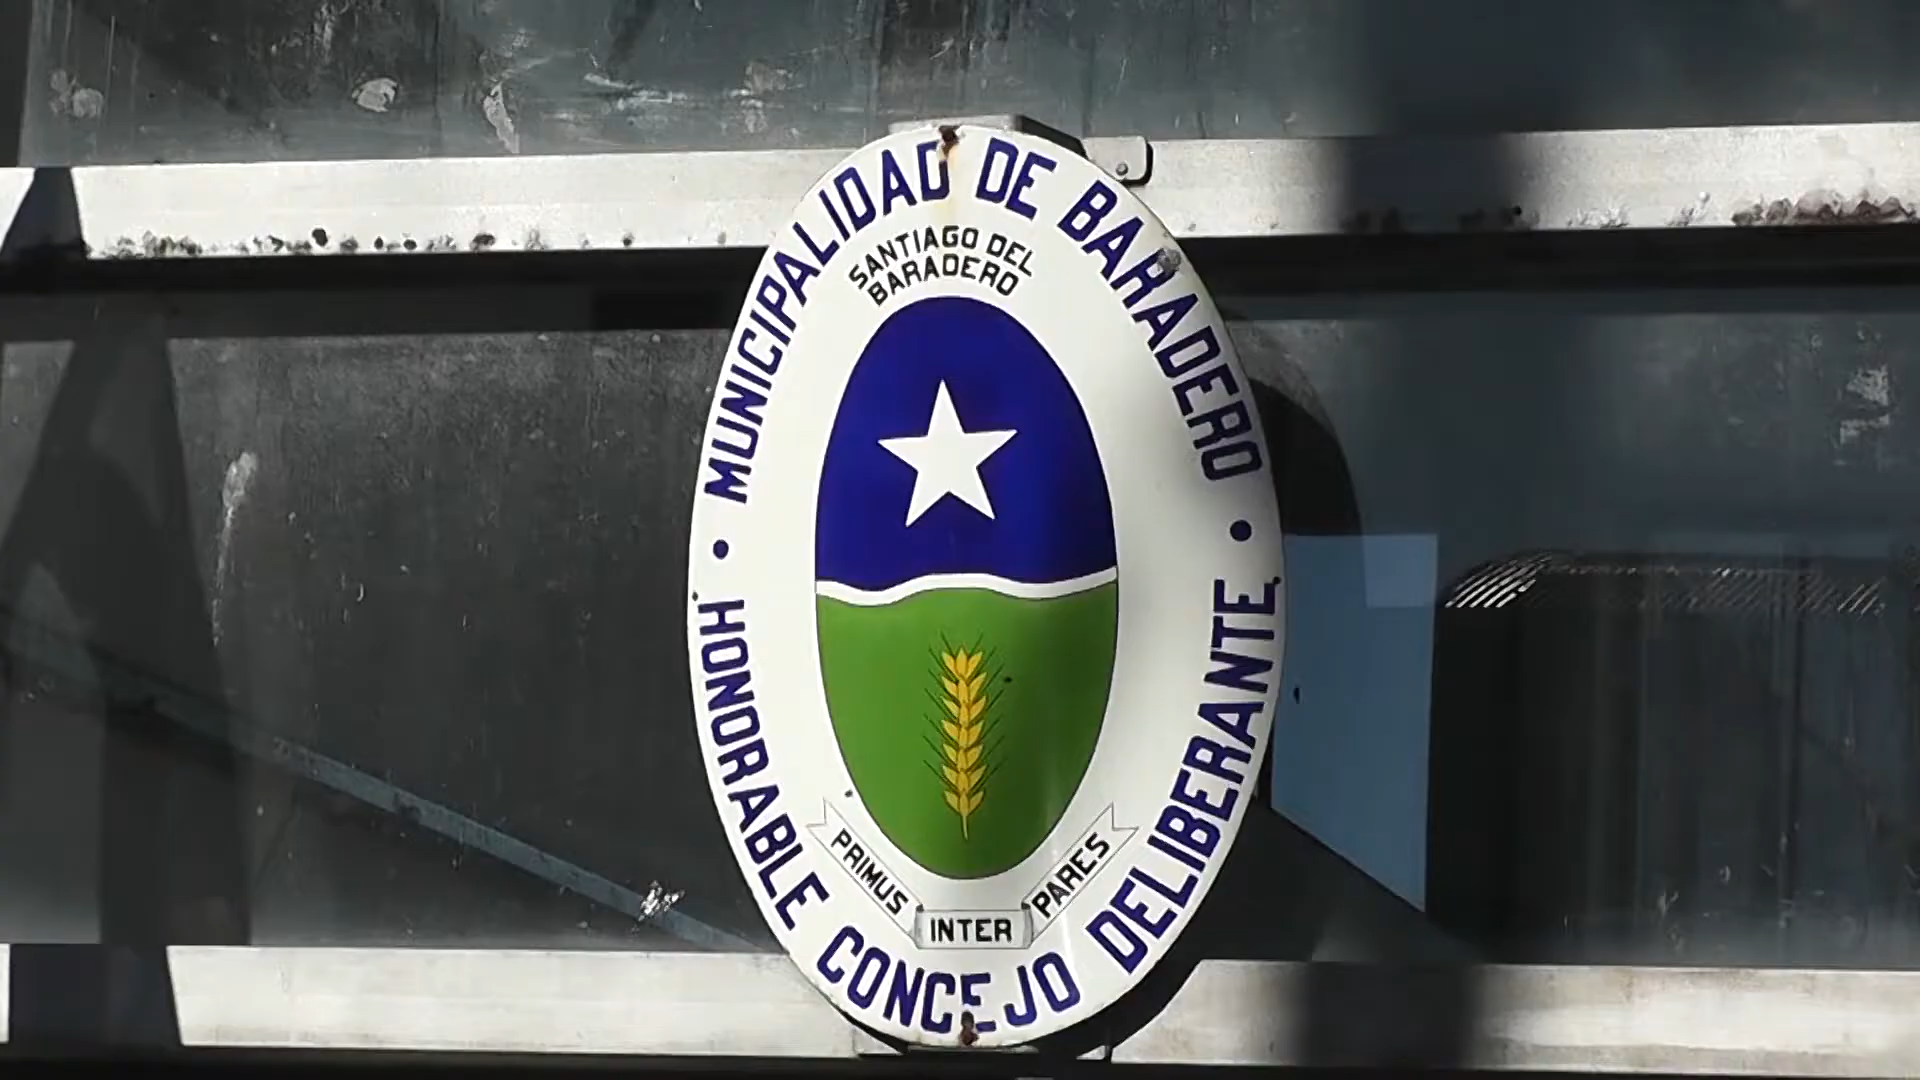 MUNICIPALIDAD DE BARADERO
SANTIAGO DEL
BARADERO
PRIMUS INTER PARES
• HONORABLE CONCEJO DELIBERANTE •